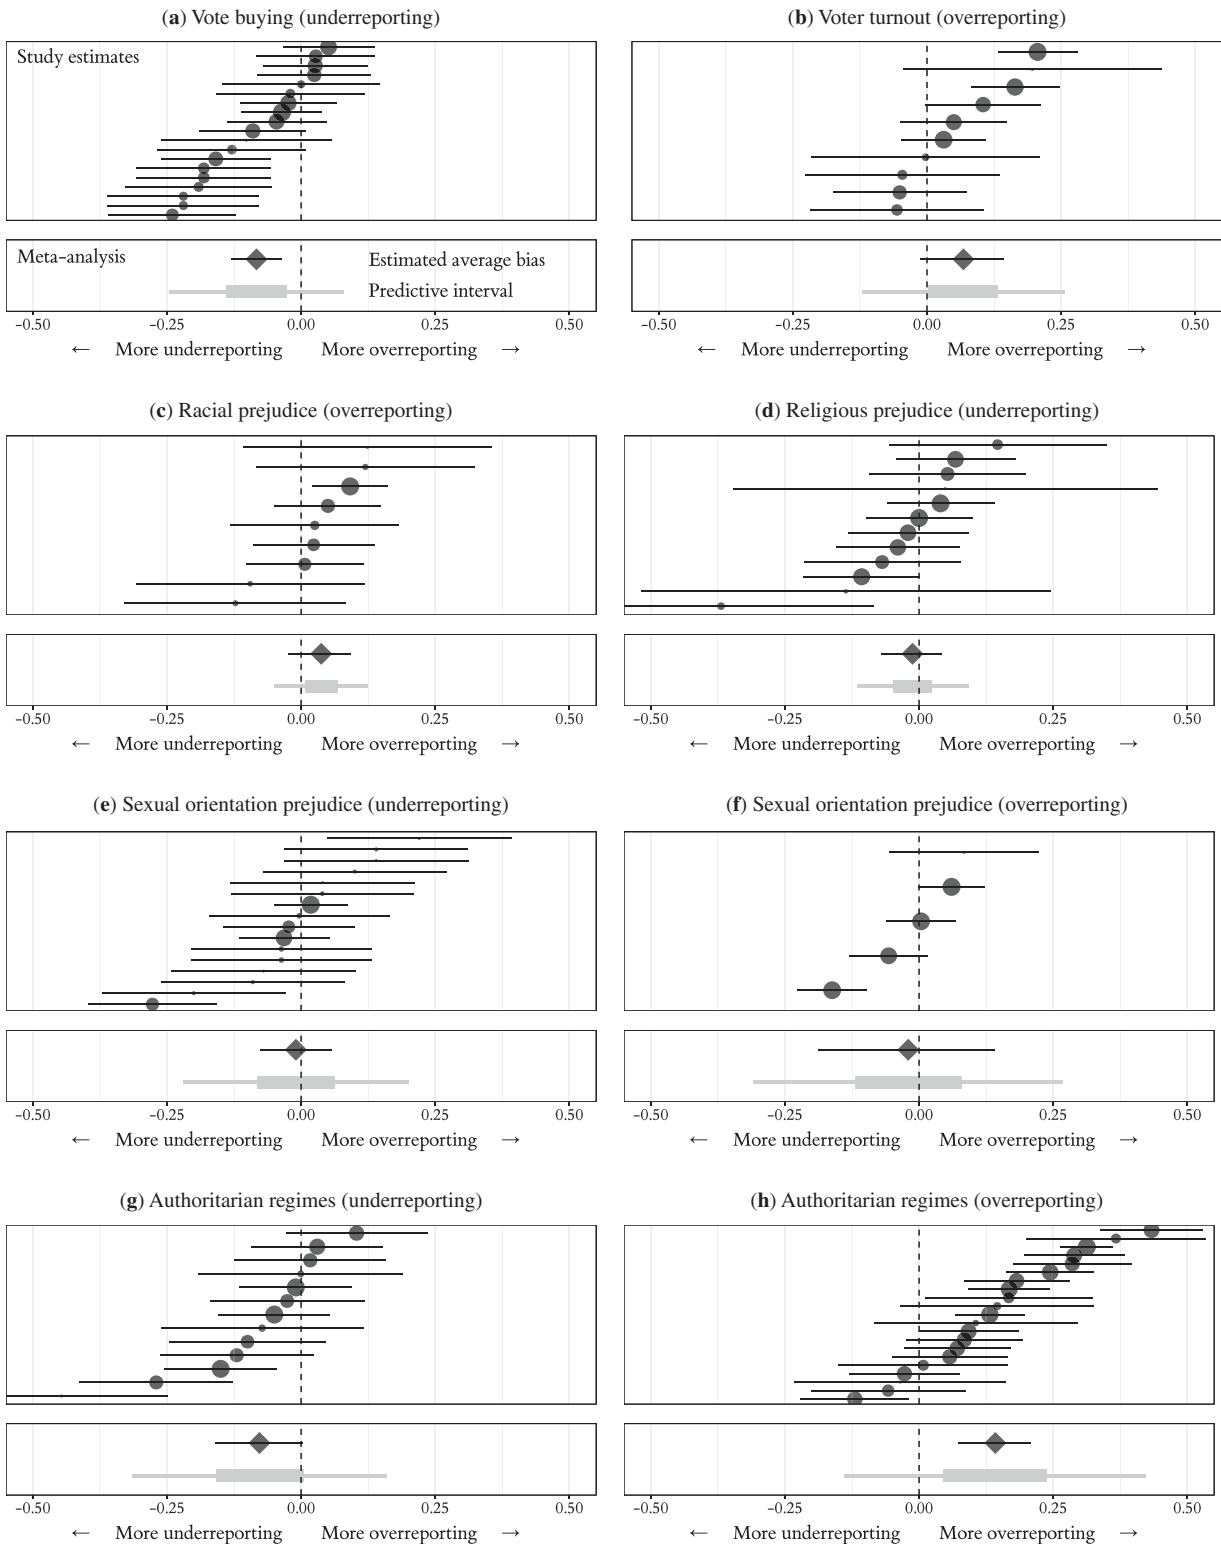 (a) Vote buying (underreporting)
Study estimates
Meta-analysis
Estimated average bias
Predictive interval
-0.50 -0.25 0.00 0.25 0.50
← More underreporting More overreporting →
(b) Voter turnout (overreporting)
-0.50 -0.25 0.00 0.25 0.50
← More underreporting More overreporting →
(c) Racial prejudice (overreporting)
-0.50 -0.25 0.00 0.25 0.50
← More underreporting More overreporting →
(d) Religious prejudice (underreporting)
-0.50 -0.25 0.00 0.25 0.50
← More underreporting More overreporting →
(e) Sexual orientation prejudice (underreporting)
-0.50 -0.25 0.00 0.25 0.50
← More underreporting More overreporting →
(f) Sexual orientation prejudice (overreporting)
-0.50 -0.25 0.00 0.25 0.50
← More underreporting More overreporting →
(g) Authoritarian regimes (underreporting)
-0.50 -0.25 0.00 0.25 0.50
← More underreporting More overreporting →
(h) Authoritarian regimes (overreporting)
-0.50 -0.25 0.00 0.25 0.50
← More underreporting More overreporting →